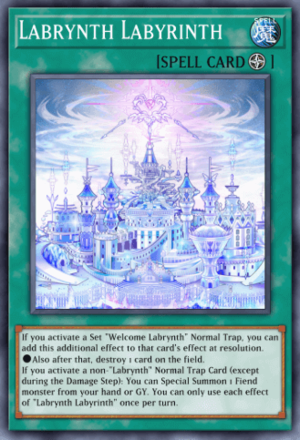 Labrynth Labyrinth
SPELL
[SPELL CARD]
If you activate a Set "Welcome Labrynth" Normal Trap, you can
add this additional effect to that card's effect at resolution.
●Also after that, destroy 1 card on the field.
If you activate a non-"Labrynth" Normal Trap Card (except
during the Damage Step): You can Special Summon 1 Fiend
monster from your hand or GY. You can only use each effect
of "Labrynth Labyrinth" once per turn.